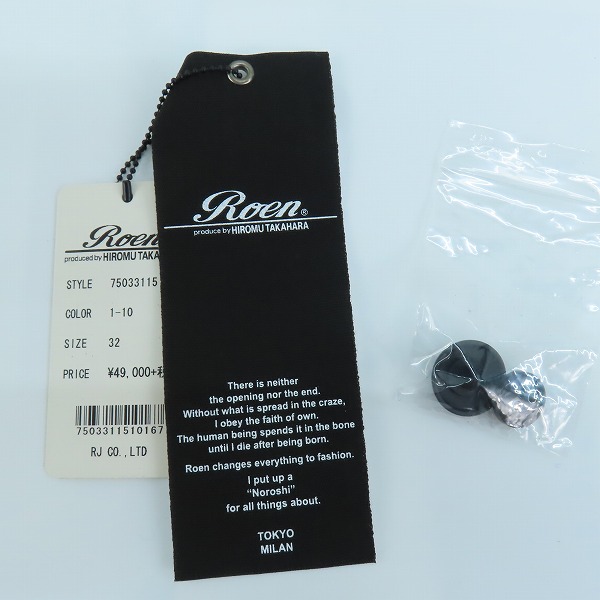 Roen®
produce by HIROMU TAKAHARA
There is neither
the opening nor the end.
Without what is spread in the craze,
I obey the faith of own.
The human being spends it in the bone
until I die after being born.
Roen changes everything to fashion.
I put up a
“Noroshi”
for all things about.
TOKYO
MILAN
Roen
produced by HIROMU TAKA
STYLE 75033115
COLOR 1-10
SIZE 32
PRICE ¥49,000+税
7503311510167
RJ CO.,LTD